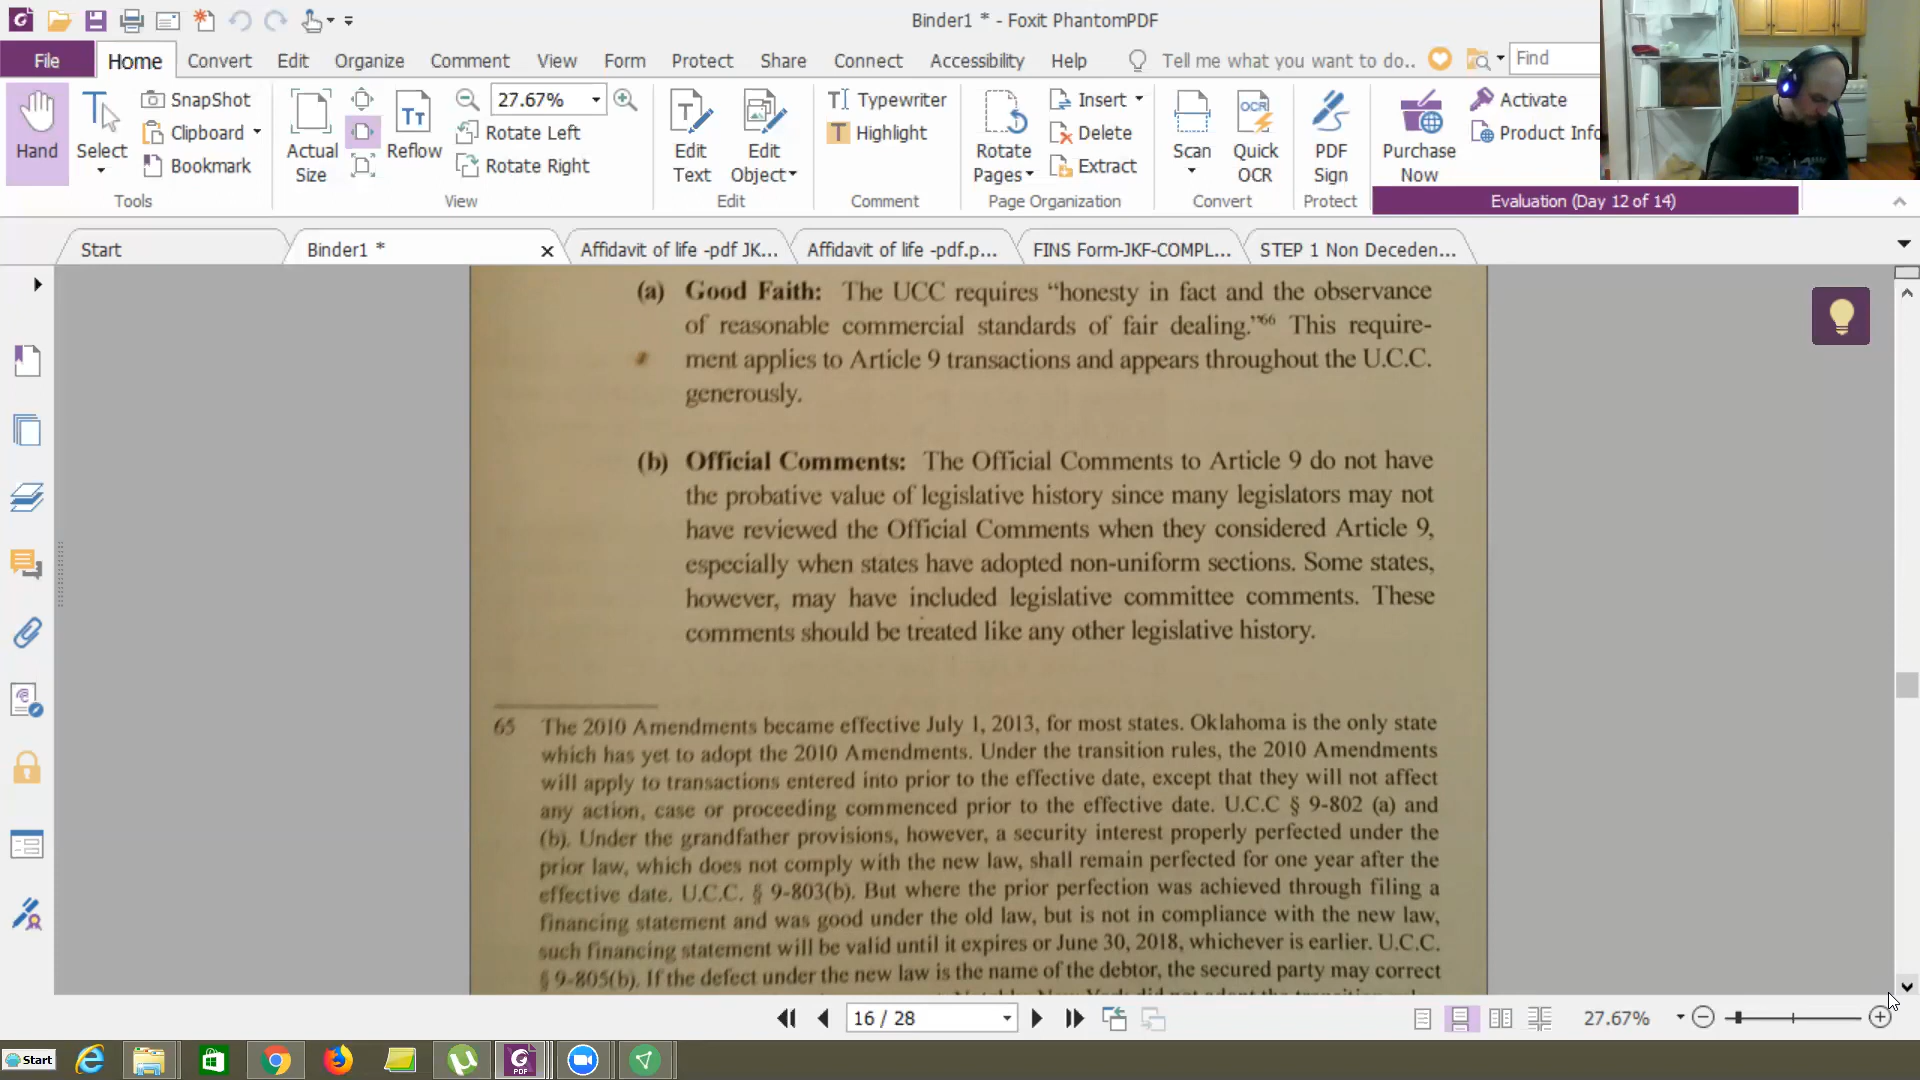 Binder1 * - Foxit PhantomPDF
File
Home
Convert
Edit
Organize
Comment
View
Form
Protect
Share
Connect
Accessibility
Help
Tell me what you want to do..
Find
Hand
Select
SnapShot
Clipboard
Bookmark
Tools
Actual
Size
Reflow
27.67%
Rotate Left
Rotate Right
View
Edit
Text
Edit
Object
Edit
Typewriter
Highlight
Comment
Rotate
Pages
Insert
Delete
Extract
Page Organization
Scan
OCR
Quick
OCR
Convert
PDF
Sign
Protect
Purchase
Now
Activate
Product Info
Evaluation (Day 12 of 14)
Start
Binder1 *
Affidavit of life -pdf JK...
Affidavit of life -pdf.p...
FINS Form-JKF-COMPL...
STEP 1 Non Deceden...
(a) Good Faith: The UCC requires “honesty in fact and the observance
of reasonable commercial standards of fair dealing.”66 This require-
ment applies to Article 9 transactions and appears throughout the U.C.C.
generously.
(b) Official Comments: The Official Comments to Article 9 do not have
the probative value of legislative history since many legislators may not
have reviewed the Official Comments when they considered Article 9,
especially when states have adopted non-uniform sections. Some states,
however, may have included legislative committee comments. These
comments should be treated like any other legislative history.
65 The 2010 Amendments became effective July 1, 2013, for most states. Oklahoma is the only state
which has yet to adopt the 2010 Amendments. Under the transition rules, the 2010 Amendments
will apply to transactions entered into prior to the effective date, except that they will not affect
any action, case or proceeding commenced prior to the effective date. U.C.C § 9-802 (a) and
(b). Under the grandfather provisions, however, a security interest properly perfected under the
prior law, which does not comply with the new law, shall remain perfected for one year after the
effective date. U.C.C. § 9-803(b). But where the prior perfection was achieved through filing a
financing statement and was good under the old law, but is not in compliance with the new law,
such financing statement will be valid until it expires or June 30, 2018, whichever is earlier. U.C.C.
§ 9-805(b). If the defect under the new law is the name of the debtor, the secured party may correct
16 / 28
27.67%
Start
PDF